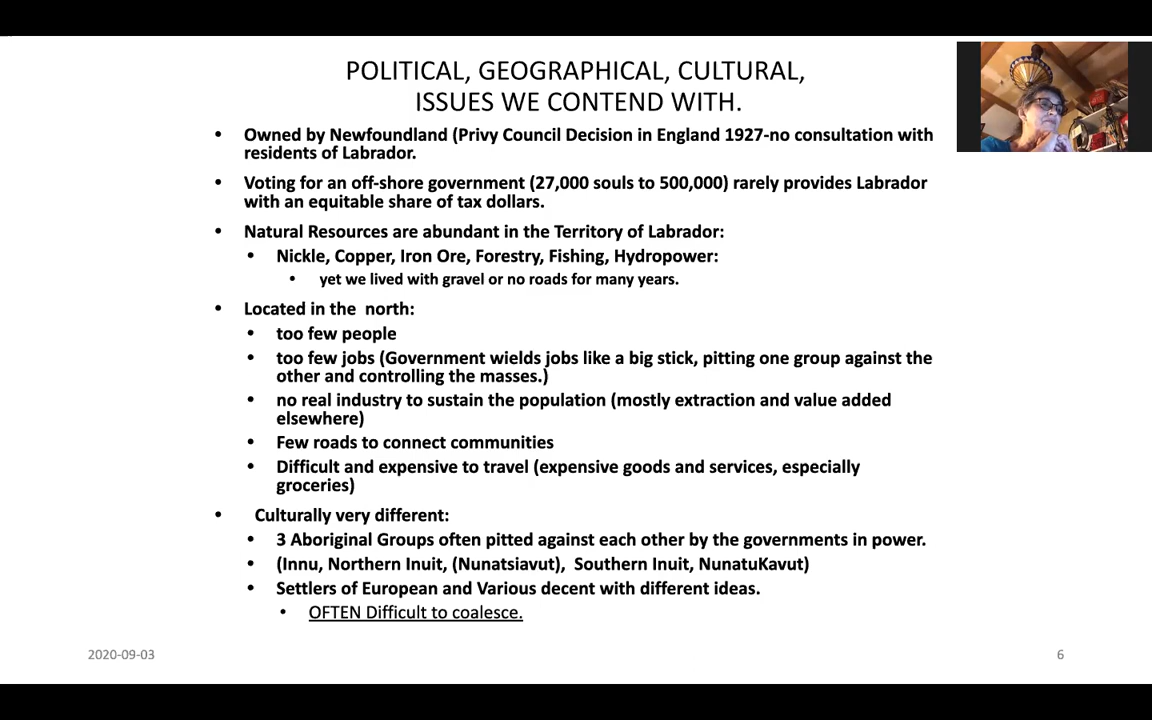 POLITICAL, GEOGRAPHICAL, CULTURAL,
ISSUES WE CONTEND WITH.
• Owned by Newfoundland (Privy Council Decision in England 1927-no consultation with
residents of Labrador.
• Voting for an off-shore government (27,000 souls to 500,000) rarely provides Labrador
with an equitable share of tax dollars.
• Natural Resources are abundant in the Territory of Labrador:
• Nickle, Copper, Iron Ore, Forestry, Fishing, Hydropower:
• yet we lived with gravel or no roads for many years.
• Located in the  north:
• too few people
• too few jobs (Government wields jobs like a big stick, pitting one group against the
other and controlling the masses.)
• no real industry to sustain the population (mostly extraction and value added
elsewhere)
• Few roads to connect communities
• Difficult and expensive to travel (expensive goods and services, especially
groceries)
• Culturally very different:
• 3 Aboriginal Groups often pitted against each other by the governments in power.
• (Innu, Northern Inuit, (Nunatsiavut),  Southern Inuit, NunatuKavut)
• Settlers of European and Various decent with different ideas.
• OFTEN Difficult to coalesce.
2020-09-03
6